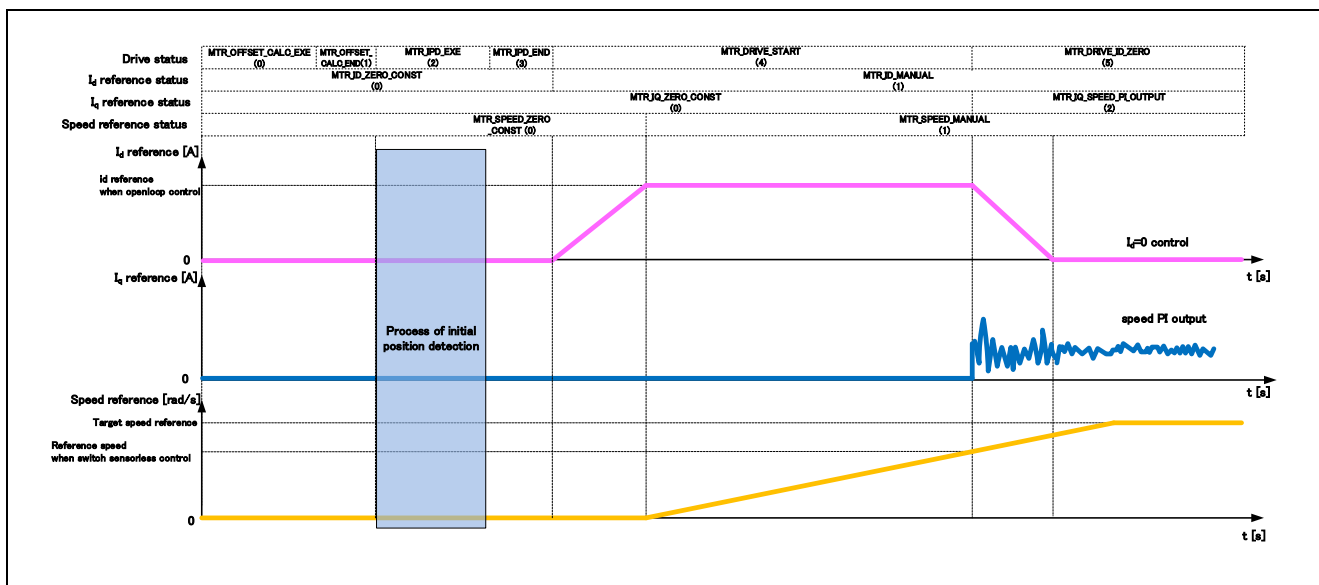 Drive status
MTR_OFFSET_CALC_EXE
(0)
MTR_OFFSET_
CALC_END(1)
MTR_IPD_EXE
(2)
MTR_IPD_END
(3)
MTR_DRIVE_START
(4)
MTR_DRIVE_ID_ZERO
(5)
Id reference status
MTR_ID_ZERO_CONST
(0)
MTR_ID_MANUAL
(1)
Iq reference status
MTR_IQ_ZERO_CONST
(0)
MTR_IQ_SPEED_PI_OUTPUT
(2)
Speed reference status
MTR_SPEED_ZERO
_CONST (0)
MTR_SPEED_MANUAL
(1)
Id reference [A]
id reference
when openloop control
0
Id=0 control
t [s]
Iq reference [A]
Process of initial
position detection
speed PI output
0
t [s]
Speed reference [rad/s]
Target speed reference
Reference speed
when switch sensorless control
0
t [s]